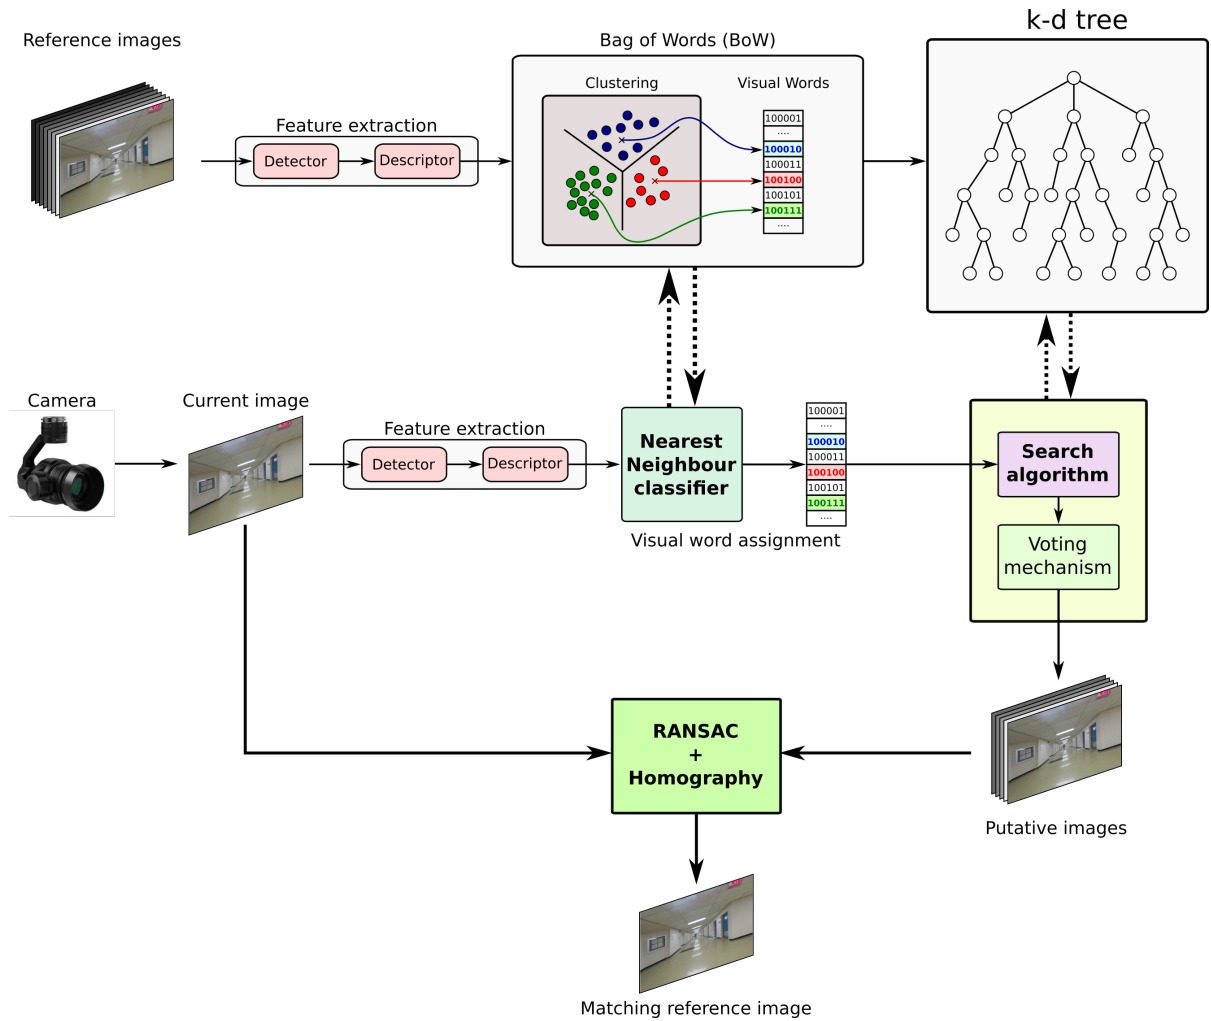 k-d tree
Reference images
Bag of Words (BoW)
Clustering
Visual Words
Feature extraction
Detector
Descriptor
100001
....
100010
100011
100100
100101
100111
....
Camera
Current image
Feature extraction
Detector
Descriptor
Nearest
Neighbour
classifier
Visual word assignment
100001
....
100010
100011
100100
100101
100111
....
Search
algorithm
Voting
mechanism
RANSAC
+
Homography
Putative images
Matching reference image